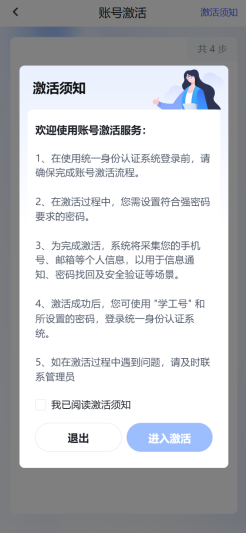 账号激活
激活须知
共 4 步
激活须知
欢迎使用账号激活服务：
1、在使用统一身份认证系统登录前，请
确保完成账号激活流程。
2、在激活过程中，您需设置符合强密码
要求的密码。
3、为完成激活，系统将采集您的手机
号、邮箱等个人信息，以用于信息通
知、密码找回及安全验证等场景。
4、激活成功后，您可使用 "学工号" 和
所设置的密码，登录统一身份认证系
统。
5、如在激活过程中遇到问题，请及时联
系管理员
我已阅读激活须知
退出
进入激活